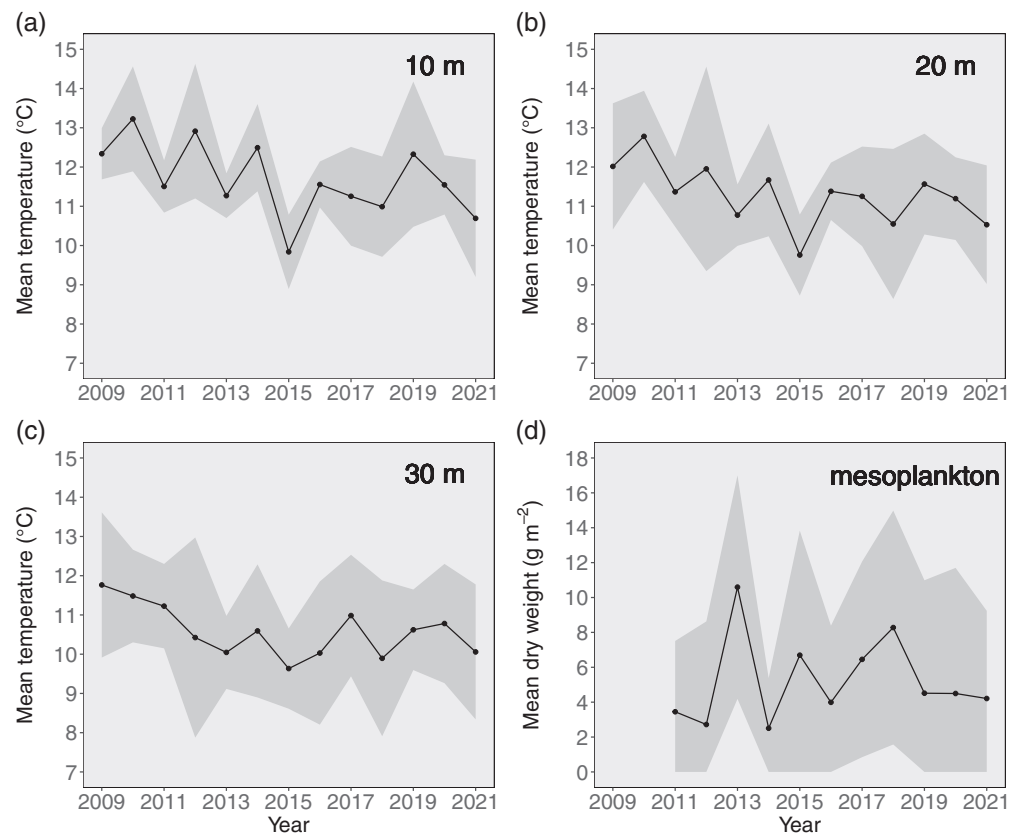 (a)
10 m
Mean temperature (°C)
15
14
13
12
11
10
9
8
7
2009 2011 2013 2015 2017 2019 2021
(b)
20 m
Mean temperature (°C)
15
14
13
12
11
10
9
8
7
2009 2011 2013 2015 2017 2019 2021
(c)
30 m
Mean temperature (°C)
15
14
13
12
11
10
9
8
7
2009 2011 2013 2015 2017 2019 2021
Year
(d)
mesoplankton
Mean dry weight (g m⁻²)
18
16
14
12
10
8
6
4
2
0
2009 2011 2013 2015 2017 2019 2021
Year